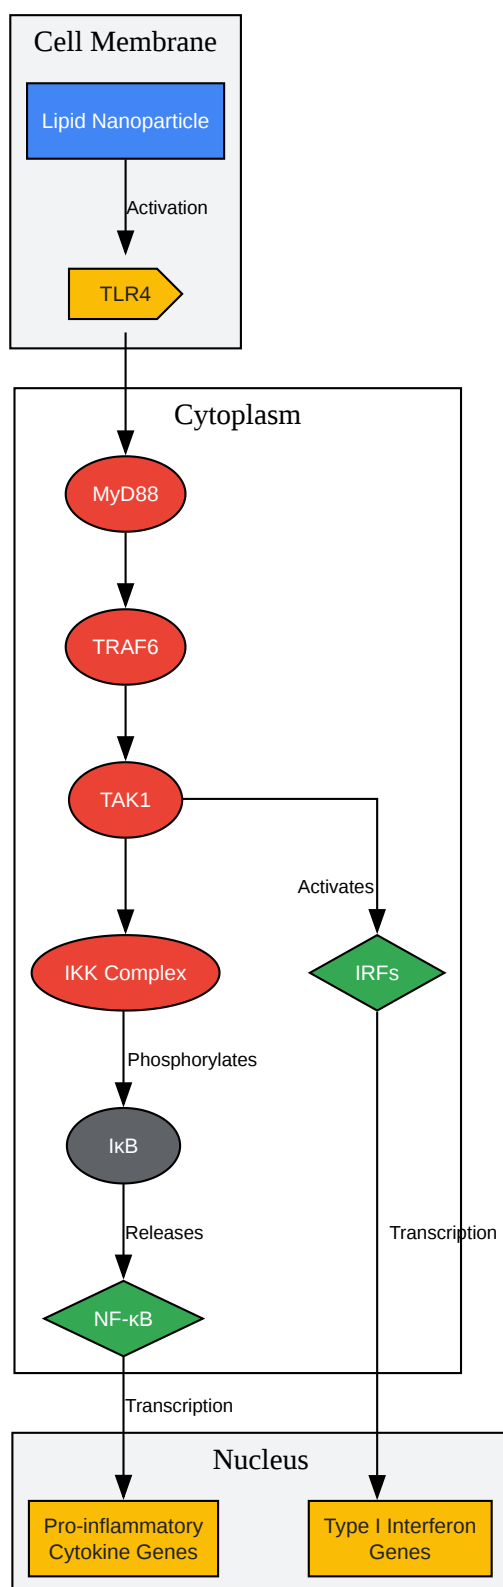 Cell Membrane
Lipid Nanoparticle
Activation
TLR4
Cytoplasm
MyD88
TRAF6
TAK1
Activates
IKK Complex
IRFs
Phosphorylates
IκB
Releases
Transcription
NF-κB
Transcription
Nucleus
Pro-inflammatory
Cytokine Genes
Type I Interferon
Genes